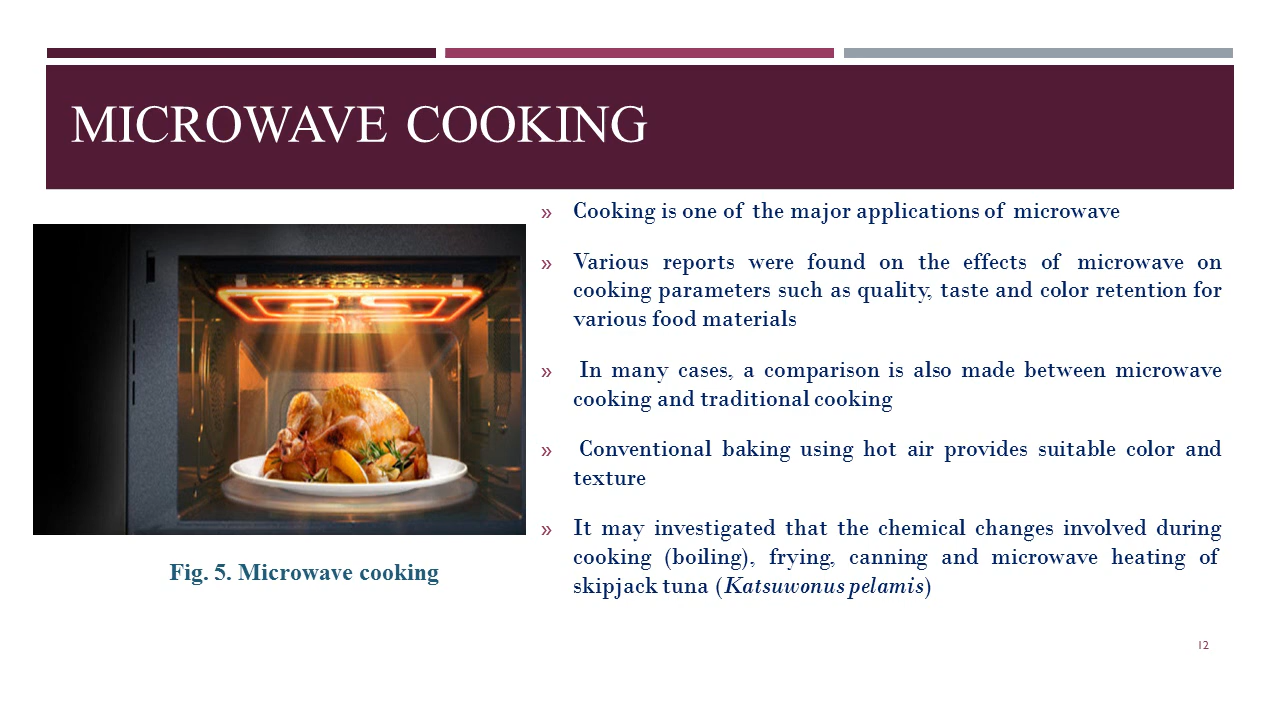 MICROWAVE COOKING
» Cooking is one of the major applications of microwave
» Various reports were found on the effects of microwave on
cooking parameters such as quality, taste and color retention for
various food materials
» In many cases, a comparison is also made between microwave
cooking and traditional cooking
» Conventional baking using hot air provides suitable color and
texture
» It may investigated that the chemical changes involved during
cooking (boiling), frying, canning and microwave heating of
skipjack tuna (Katsuwonus pelamis)
Fig. 5. Microwave cooking
12